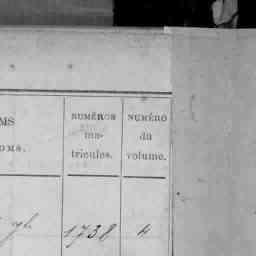 MS
OMS.
NUMÉROS
ma-
tricules.
NUMÉRO
du
volume.
1738
4